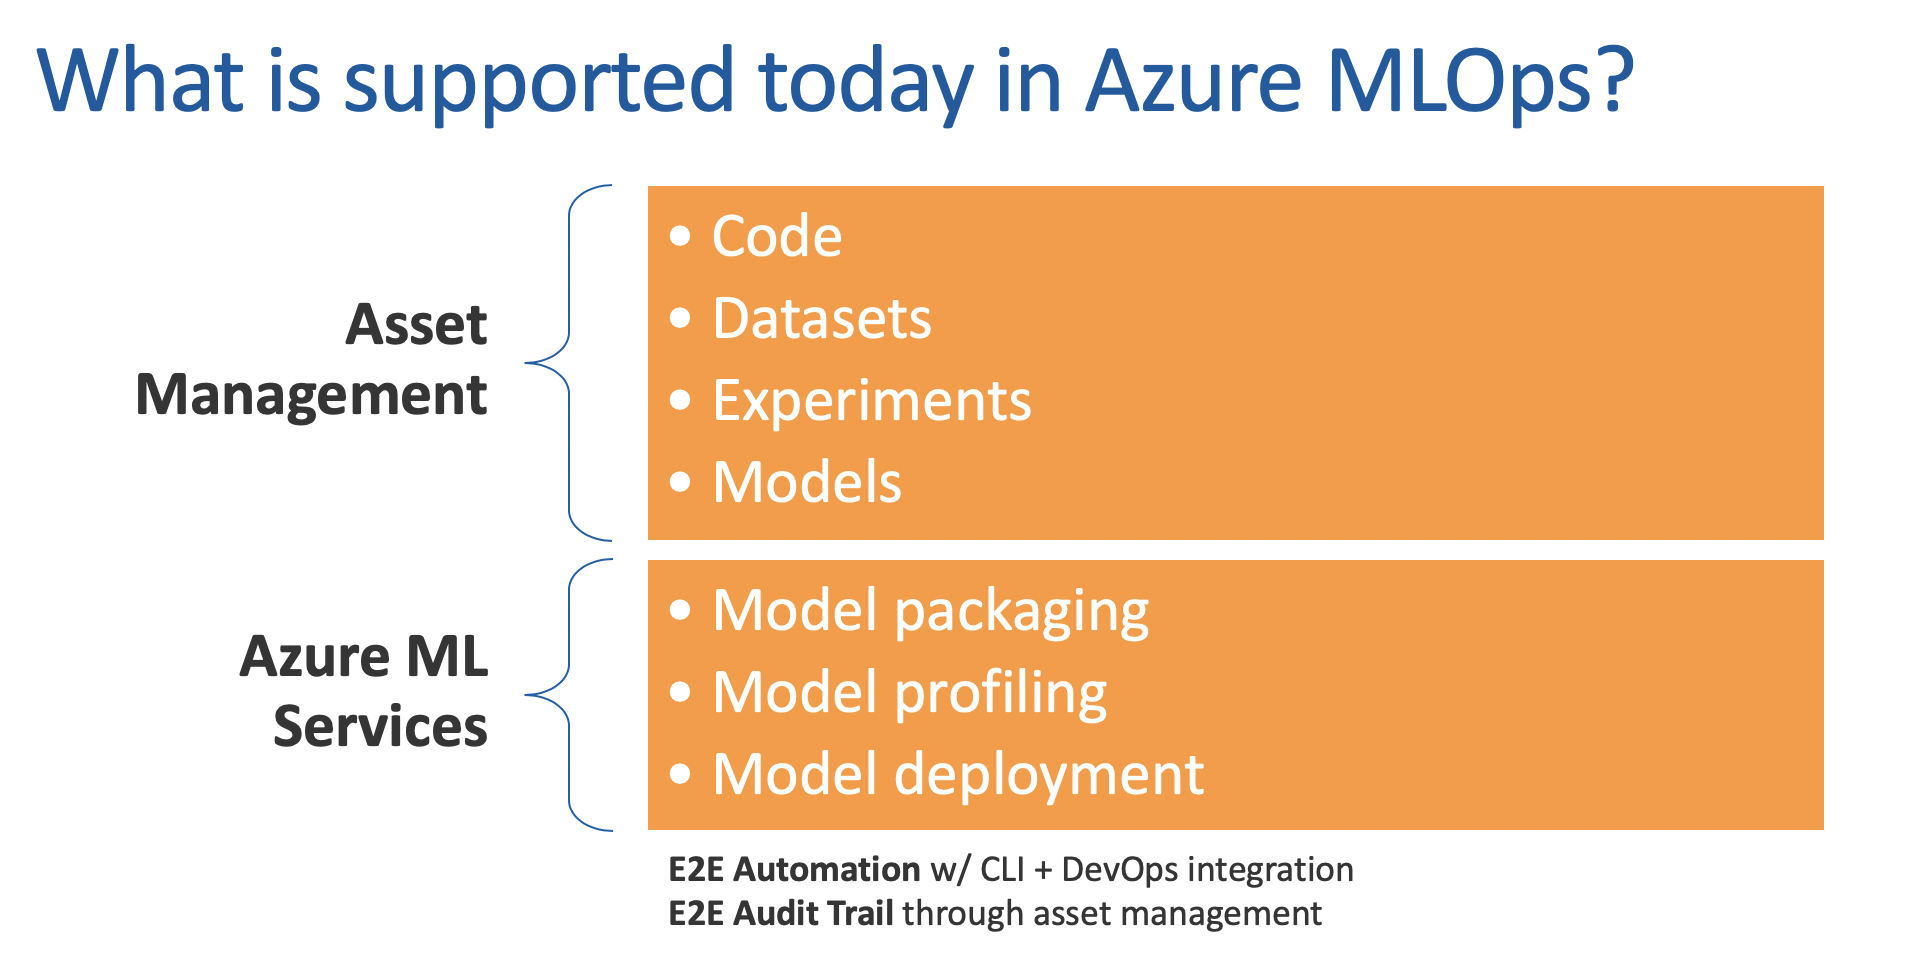 What is supported today in Azure MLOps?
Asset
Management
• Code
• Datasets
• Experiments
• Models
Azure ML
Services
• Model packaging
• Model profiling
• Model deployment
E2E Automation w/ CLI + DevOps integration
E2E Audit Trail through asset management